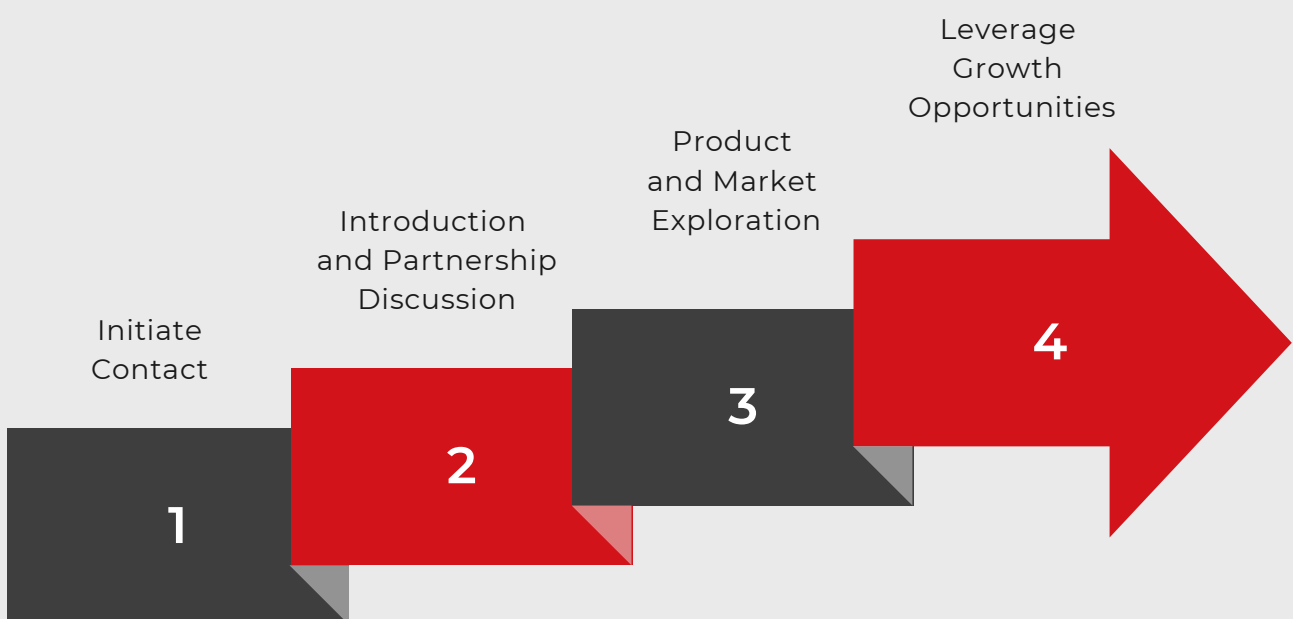 Initiate
Contact
1
Introduction
and Partnership
Discussion
2
Product
and Market
Exploration
3
Leverage
Growth
Opportunities
4